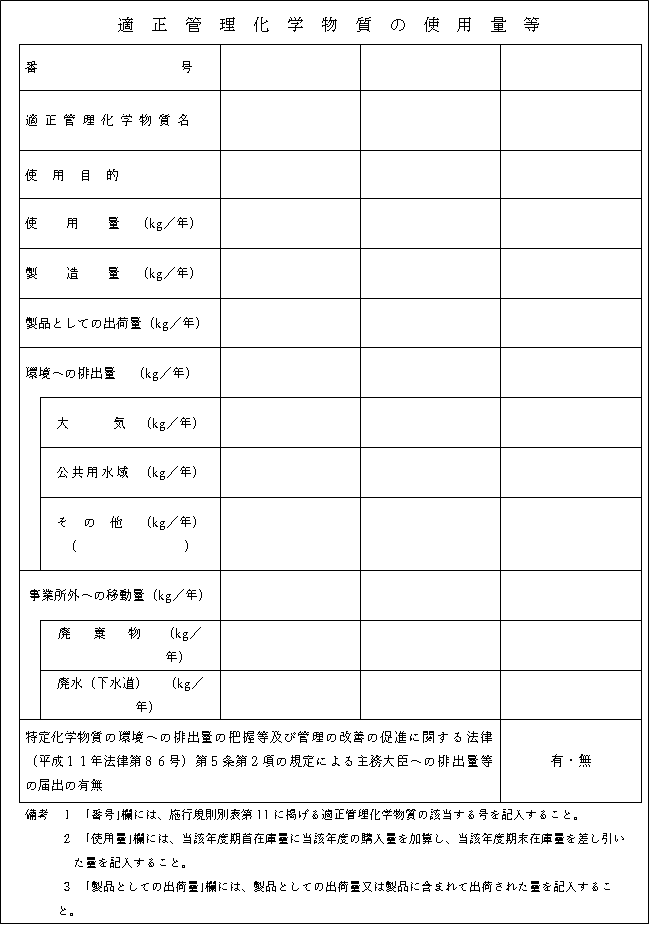 適正管理化学物質の使用量等
番号
適正管理化学物質名
使用目的
使用量（kg／年）
製造量（kg／年）
製品としての出荷量（kg／年）
環境への排出量（kg／年）
大気（kg／年）
公共用水域（kg／年）
その他（kg／年）
（　　　　　　　　　）
事業所外への移動量（kg／年）
廃棄物（kg／
年）
廃水（下水道）（kg／
年）
特定化学物質の環境への排出量の把握等及び管理の改善の促進に関する法律
（平成１１年法律第８６号）第５条第２項の規定による主務大臣への排出量等
の届出の有無
有・無
備考　１　「番号」欄には、施行規則別表第11に掲げる適正管理化学物質の該当する号を記入すること。
２　「使用量」欄には、当該年度期首在庫量に当該年度の購入量を加算し、当該年度期末在庫量を差し引い
た量を記入すること。
３　「製品としての出荷量」欄には、製品としての出荷量又は製品に含まれて出荷された量を記入するこ
と。